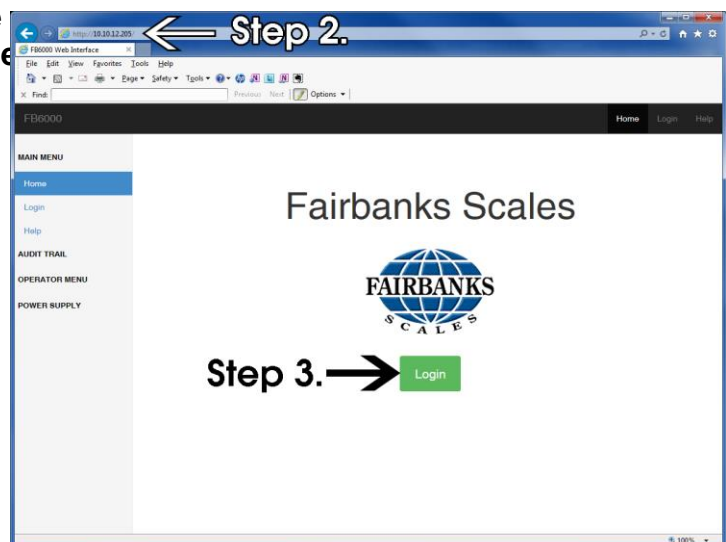 e
e
http://10.10.12.205/
Step 2.
FB6000 Web Interface
File Edit View Favorites Tools Help
Page Safety Tools
Find: Previous Next Options
FB6000 Home Login Help
MAIN MENU
Home
Login
Help
AUDIT TRAIL
OPERATOR MENU
POWER SUPPLY
Fairbanks Scales
FAIRBANKS
SCALES
Step 3.
Login
100%